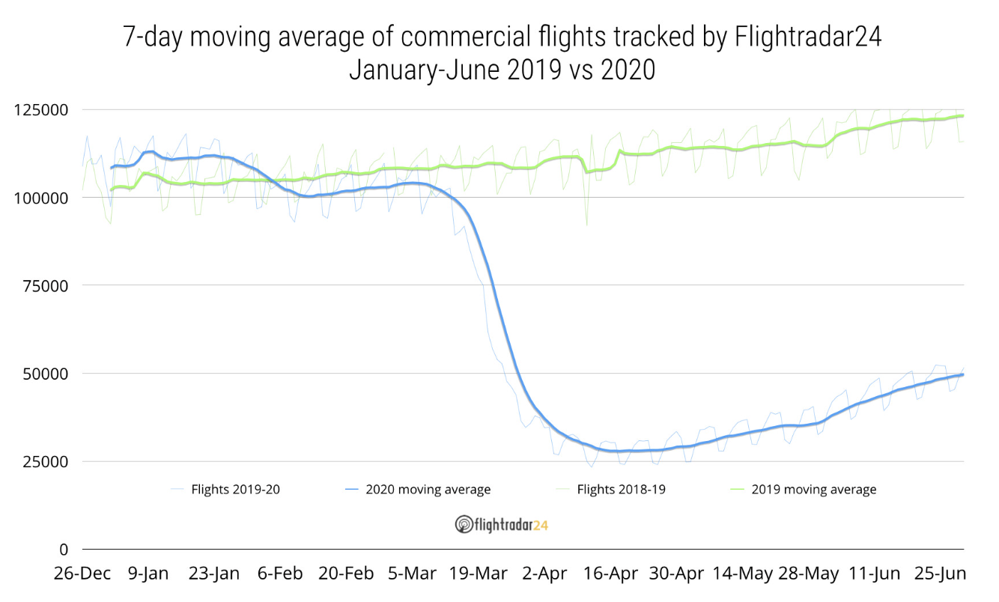 7-day moving average of commercial flights tracked by Flightradar24
January-June 2019 vs 2020
125000
100000
75000
50000
25000
Flights 2019-20 2020 moving average Flights 2018-19 2019 moving average
flightradar24
0
26-Dec 9-Jan 23-Jan 6-Feb 20-Feb 5-Mar 19-Mar 2-Apr 16-Apr 30-Apr 14-May 28-May 11-Jun 25-Jun